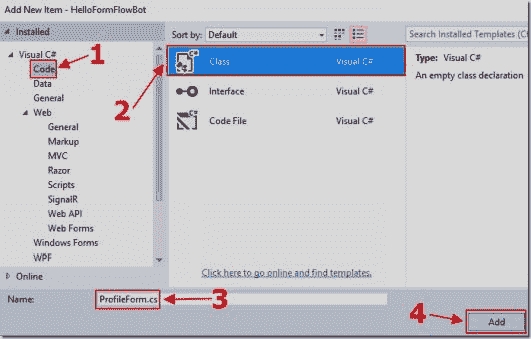 Add New Item - HelloFormFlowBot
Installed
Sort by: Default
Search Installed Templates (Ct
Visual C#
Code
Data
General
Web
General
Markup
MVC
Razor
Scripts
SignalR
Web API
Web Forms
Windows Forms
WPF
Online
1
2
Class Visual C#
Interface Visual C#
Code File Visual C#
Type: Visual C#
An empty class declaration
Click here to go online and find templates.
Name: ProfileForm.cs
3
4
Add